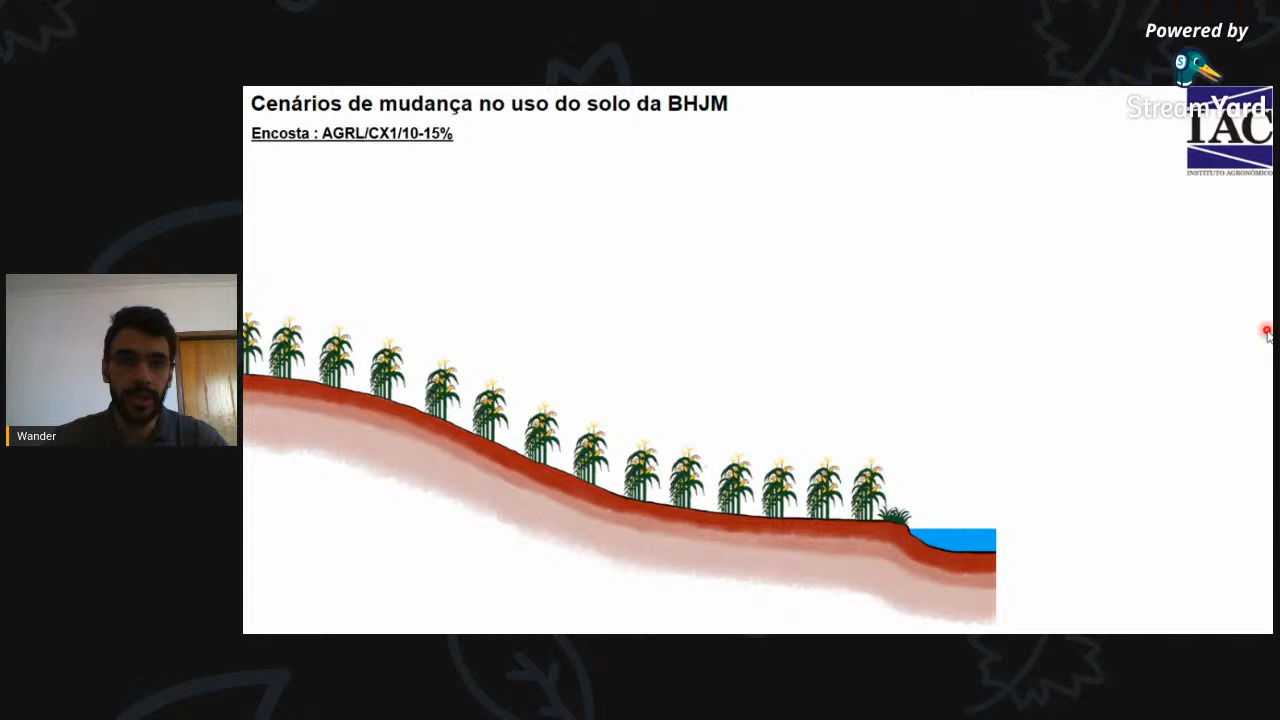 Powered by
StreamYard
Cenários de mudança no uso do solo da BHJM
Encosta : AGRL/CX1/10-15%
IAC
INSTITUTO AGRONÔMICO
Wander